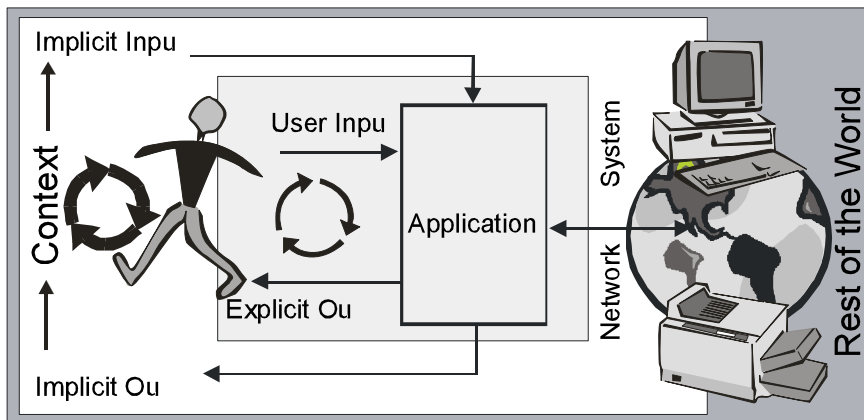 Implicit Inpu
User Inpu
Context
Application
System
Network
Rest of the World
Explicit Ou
Implicit Ou